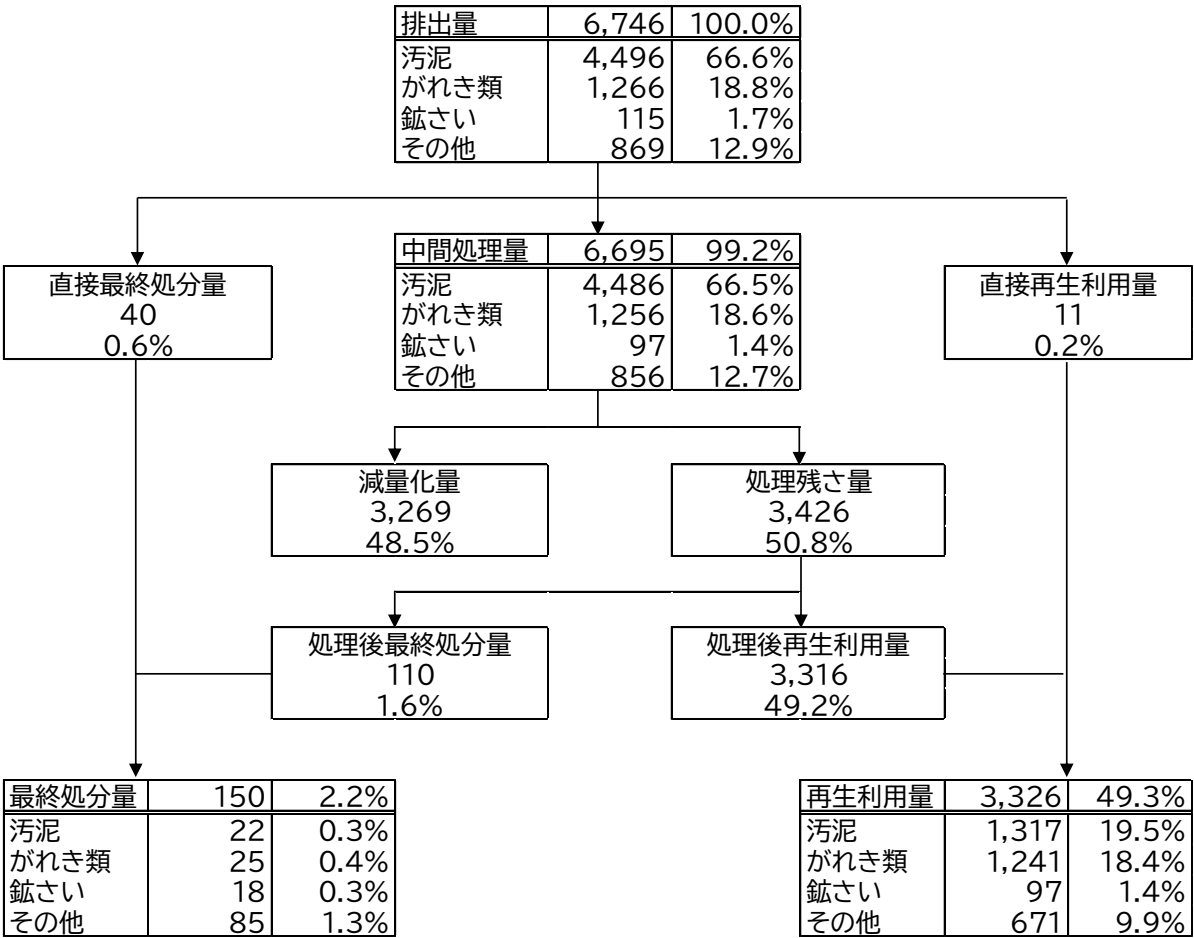 排出量 6,746 100.0%
汚泥 4,496 66.6%
がれき類 1,266 18.8%
鉱さい 115 1.7%
その他 869 12.9%
中間処理量 6,695 99.2%
汚泥 4,486 66.5%
がれき類 1,256 18.6%
鉱さい 97 1.4%
その他 856 12.7%
直接最終処分量
40
0.6%
直接再生利用量
11
0.2%
減量化量
3,269
48.5%
処理残さ量
3,426
50.8%
処理後最終処分量
110
1.6%
処理後再生利用量
3,316
49.2%
最終処分量 150 2.2%
汚泥 22 0.3%
がれき類 25 0.4%
鉱さい 18 0.3%
その他 85 1.3%
再生利用量 3,326 49.3%
汚泥 1,317 19.5%
がれき類 1,241 18.4%
鉱さい 97 1.4%
その他 671 9.9%